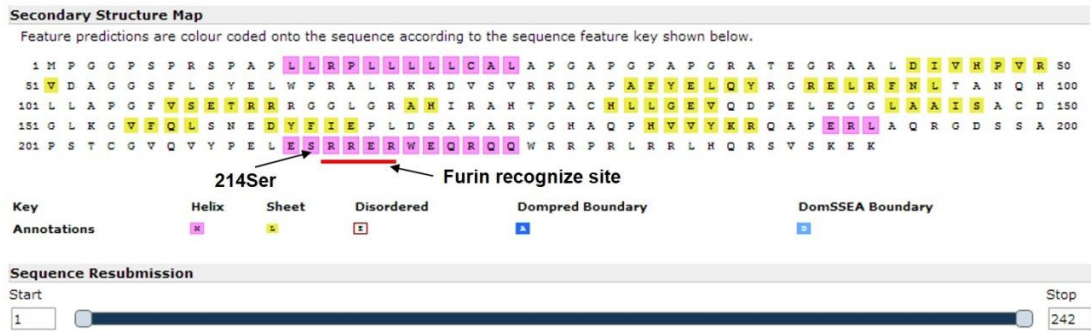 Secondary Structure Map
Feature predictions are colour coded onto the sequence according to the sequence feature key shown below.
1 M P G G P S P R S P A P L L R P L L L L L C A L A P G A P G P A P G R A T E G R A A L D I V H P V R 50
51 V D A G G S F L S Y E L W P R A L R K R D V S V R R D A P A F Y E L Q Y R G R E L R F N L T A N Q H 100
101 L L A P G F V S E T R R R G G L G R A H I R A H T P A C H L L G E V Q D P E L E G G L A A I S A C D 150
151 G L K G V F Q L S N E D Y F I E P L D S A P A R P G H A Q P H V V Y K R Q A P E R L A Q R G D S S A 200
201 P S T C G V Q V Y P E L E S R R E R W E Q R Q Q W R R P R L R R L H Q R S V S K E K
214Ser Furin recognize site
Key Helix Sheet Disordered Dompred Boundary DomSSEA Boundary
Annotations
Sequence Resubmission
Start Stop
1 242